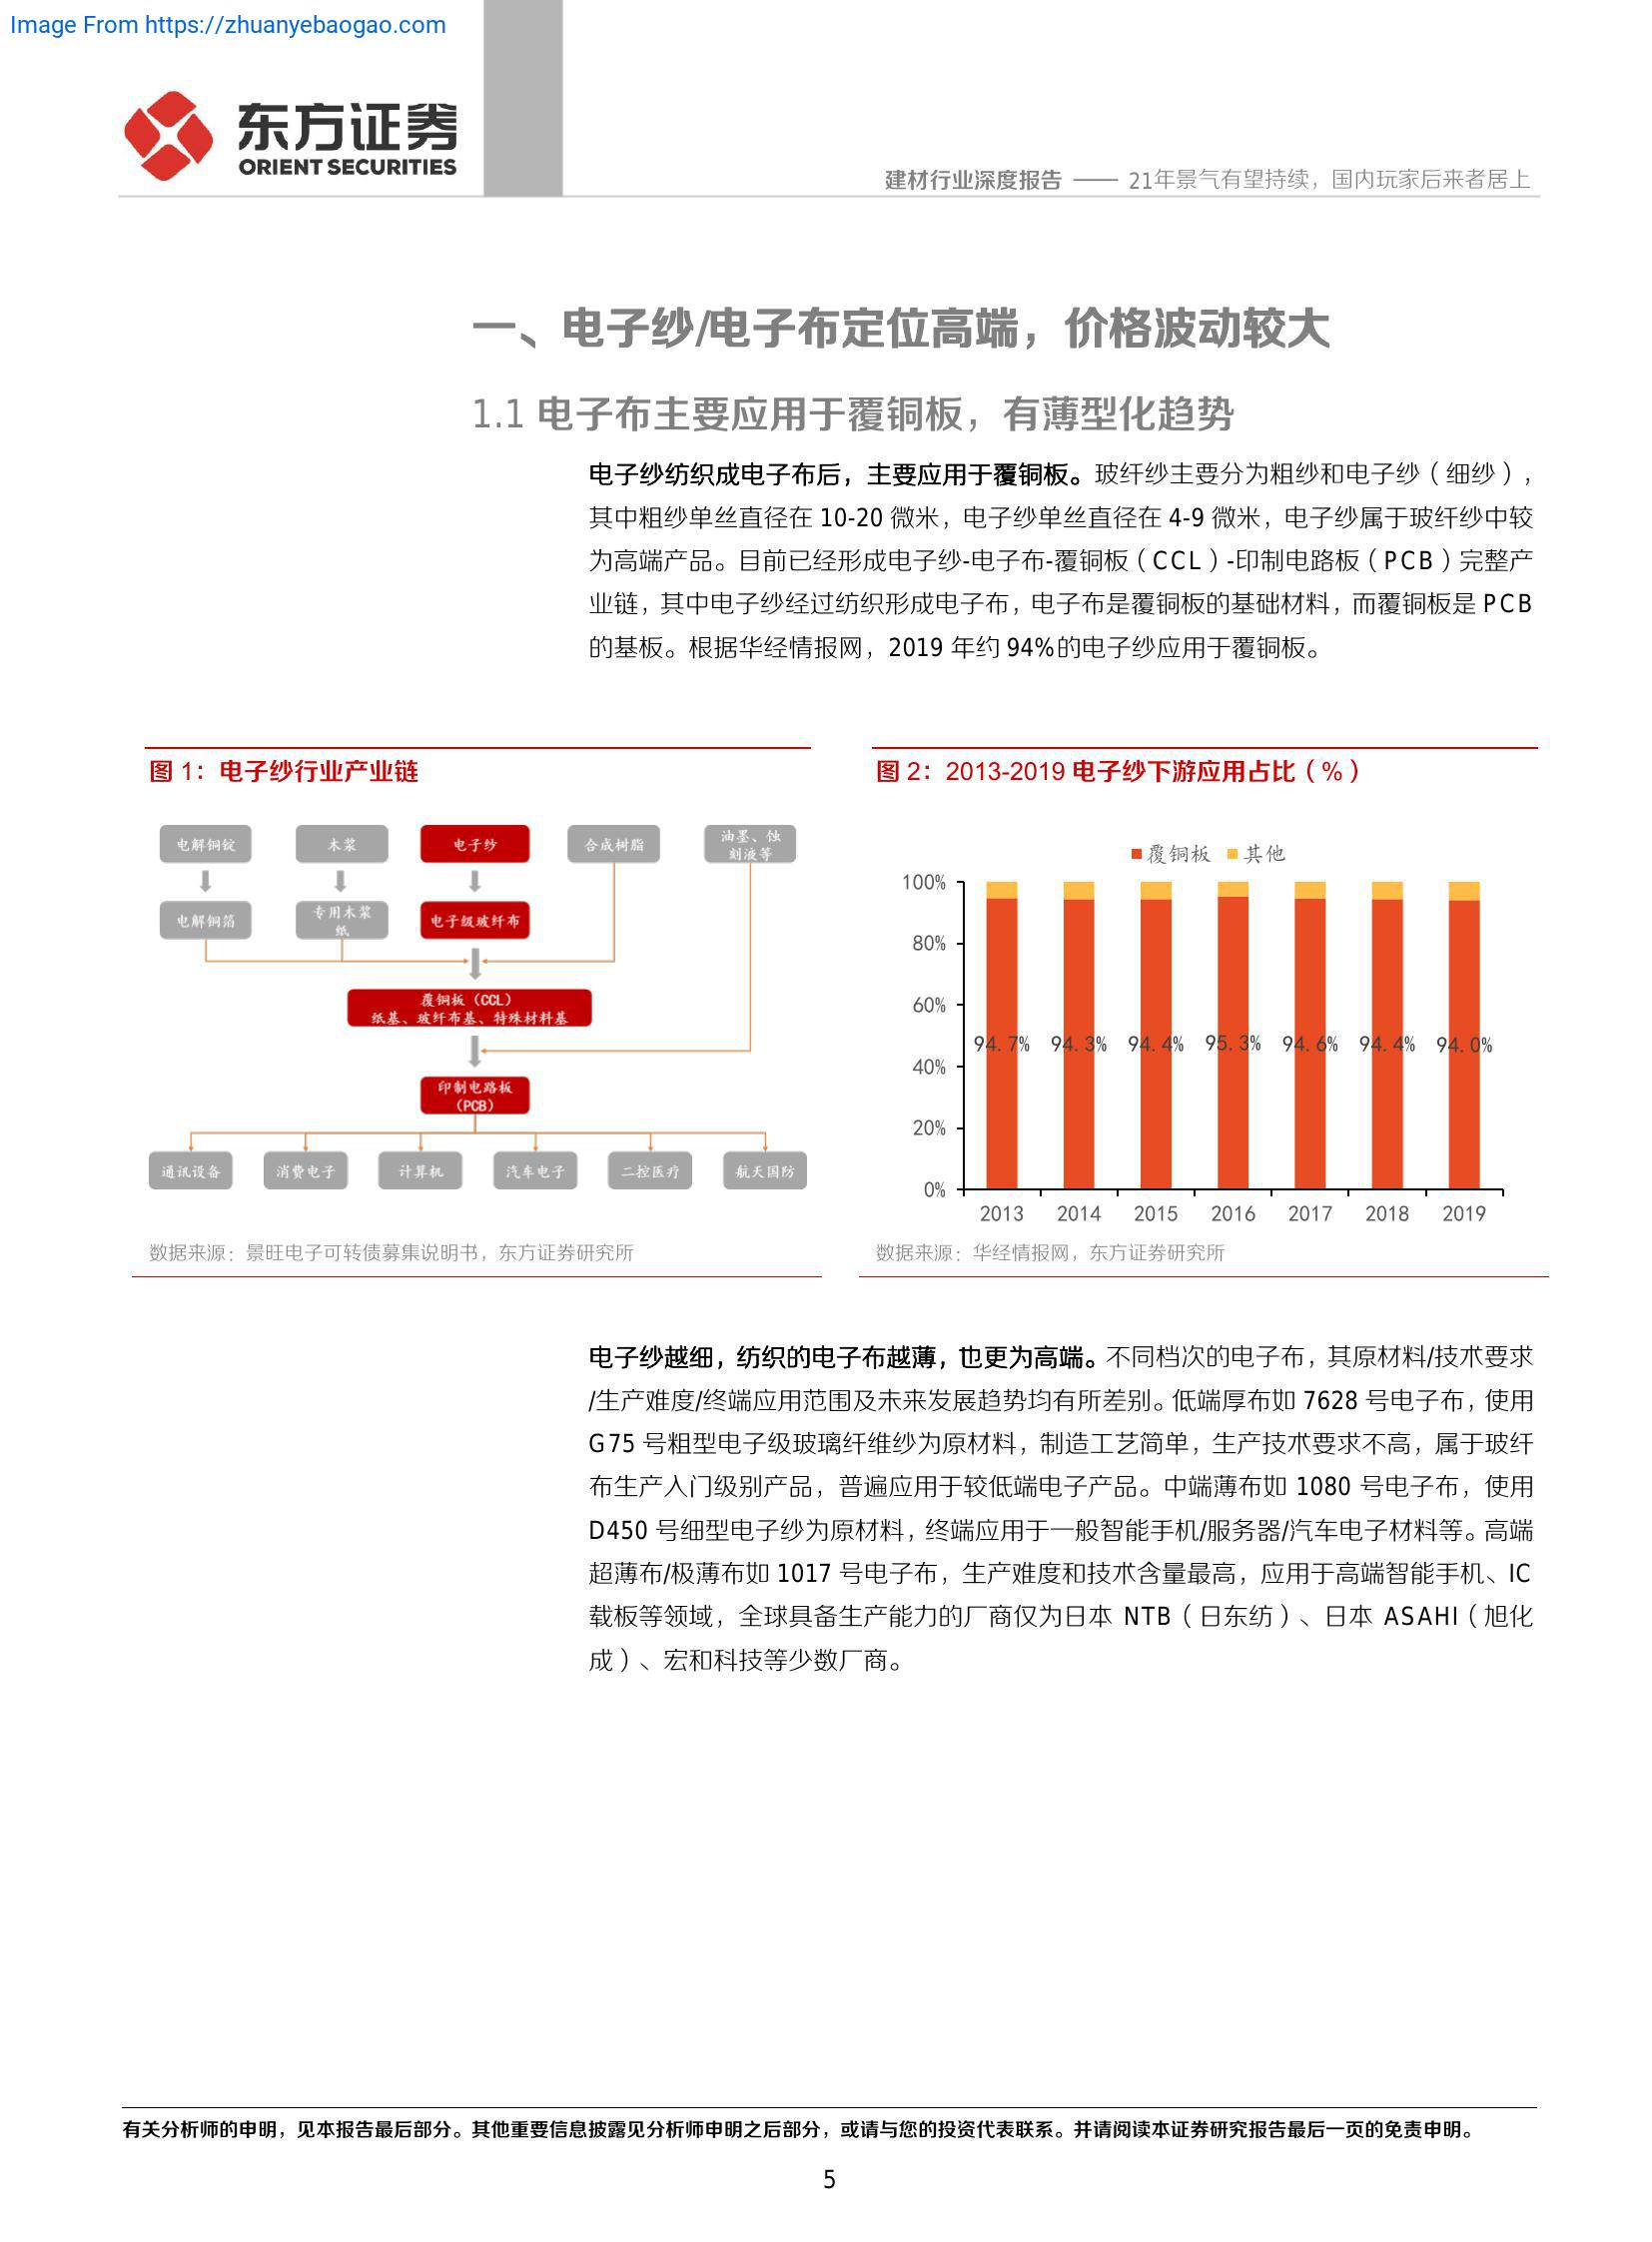 Image From https://zhuanyebaogao.com
东方证券
ORIENT SECURITIES
建材行业深度报告 —— 21年景气有望持续，国内玩家后来者居上
一、电子纱/电子布定位高端，价格波动较大
1.1 电子布主要应用于覆铜板，有薄型化趋势
电子纱纺织成电子布后，主要应用于覆铜板。玻纤纱主要分为粗纱和电子纱（细纱），
其中粗纱单丝直径在 10-20 微米，电子纱单丝直径在 4-9 微米，电子纱属于玻纤纱中较
为高端产品。目前已经形成电子纱-电子布-覆铜板（CCL）-印制电路板（PCB）完整产
业链，其中电子纱经过纺织形成电子布，电子布是覆铜板的基础材料，而覆铜板是 PCB
的基板。根据华经情报网，2019 年约 94%的电子纱应用于覆铜板。
图 1：电子纱行业产业链
电解铜锭
木浆
电子纱
合成树脂
油墨、蚀
刻液等
电解铜箔
专用木浆
纸
电子级玻纤布
覆铜板（CCL）
纸基、玻纤布基、特殊材料基
印制电路板
（PCB）
通讯设备
消费电子
计算机
汽车电子
二控医疗
航天国防
数据来源：景旺电子可转债募集说明书，东方证券研究所
图 2：2013-2019 电子纱下游应用占比（%）
覆铜板 其他
100%
80%
60%
40%
20%
0%
94.7% 94.3% 94.4% 95.3% 94.6% 94.4% 94.0%
2013 2014 2015 2016 2017 2018 2019
数据来源：华经情报网，东方证券研究所
电子纱越细，纺织的电子布越薄，也更为高端。不同档次的电子布，其原材料/技术要求
/生产难度/终端应用范围及未来发展趋势均有所差别。低端厚布如 7628 号电子布，使用
G75 号粗型电子级玻璃纤维纱为原材料，制造工艺简单，生产技术要求不高，属于玻纤
布生产入门级别产品，普遍应用于较低端电子产品。中端薄布如 1080 号电子布，使用
D450 号细型电子纱为原材料，终端应用于一般智能手机/服务器/汽车电子材料等。高端
超薄布/极薄布如 1017 号电子布，生产难度和技术含量最高，应用于高端智能手机、IC
载板等领域，全球具备生产能力的厂商仅为日本 NTB（日东纺）、日本 ASAHI（旭化
成）、宏和科技等少数厂商。
有关分析师的申明，见本报告最后部分。其他重要信息披露见分析师申明之后部分，或请与您的投资代表联系。并请阅读本证券研究报告最后一页的免责申明。
5